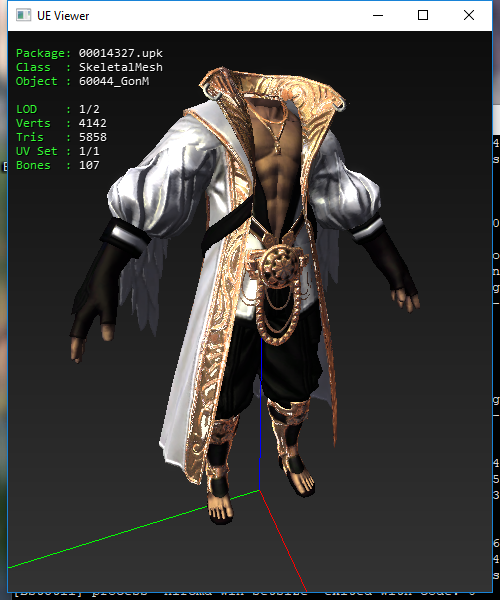 UE Viewer
Package: 00014327.upk
Class : SkeletalMesh
Object : 60044_GonM
LOD : 1/2
Verts : 4142
Tris : 5858
UV Set : 1/1
Bones : 107